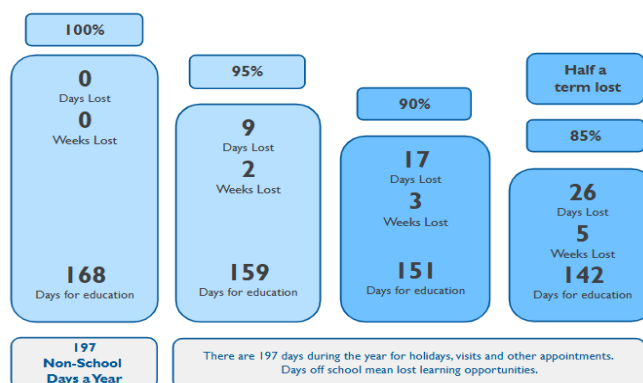 100%
0
Days Lost
0
Weeks Lost
168
Days for education
95%
9
Days Lost
2
Weeks Lost
159
Days for education
90%
17
Days Lost
3
Weeks Lost
151
Days for education
Half a
term lost
85%
26
Days Lost
5
Weeks Lost
142
Days for education
197
Non-School
Days a Year
There are 197 days during the year for holidays, visits and other appointments.
Days off school mean lost learning opportunities.